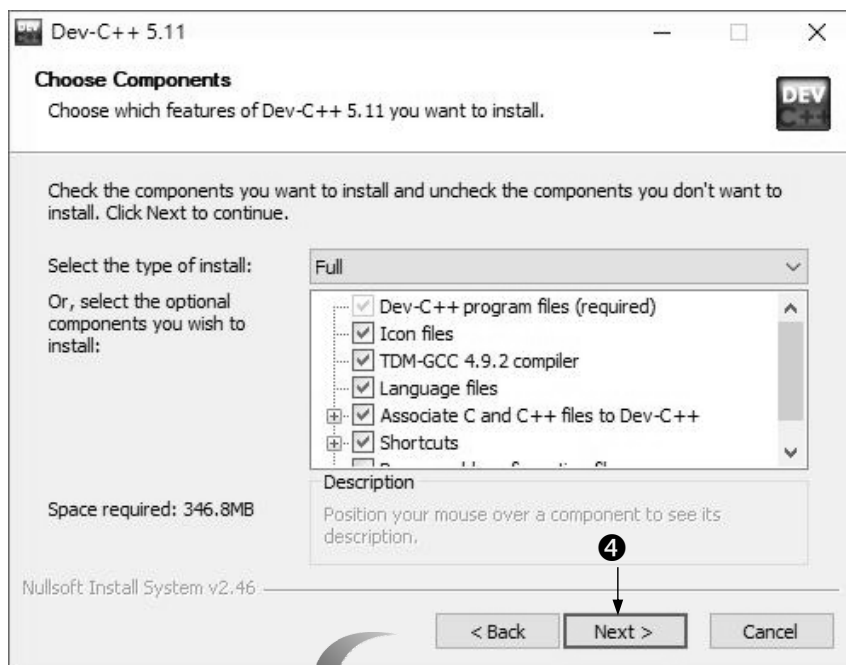 Dev-C++ 5.11
Choose Components
Choose which features of Dev-C++ 5.11 you want to install.
DEV
C++
Check the components you want to install and uncheck the components you don't want to
install. Click Next to continue.
Select the type of install:
Full
Or, select the optional
components you wish to
install:
Dev-C++ program files (required)
Icon files
TDM-GCC 4.9.2 compiler
Language files
Associate C and C++ files to Dev-C++
Shortcuts
Space required: 346.8MB
Description
Position your mouse over a component to see its
description.
❹
Nullsoft Install System v2.46
< Back
Next >
Cancel